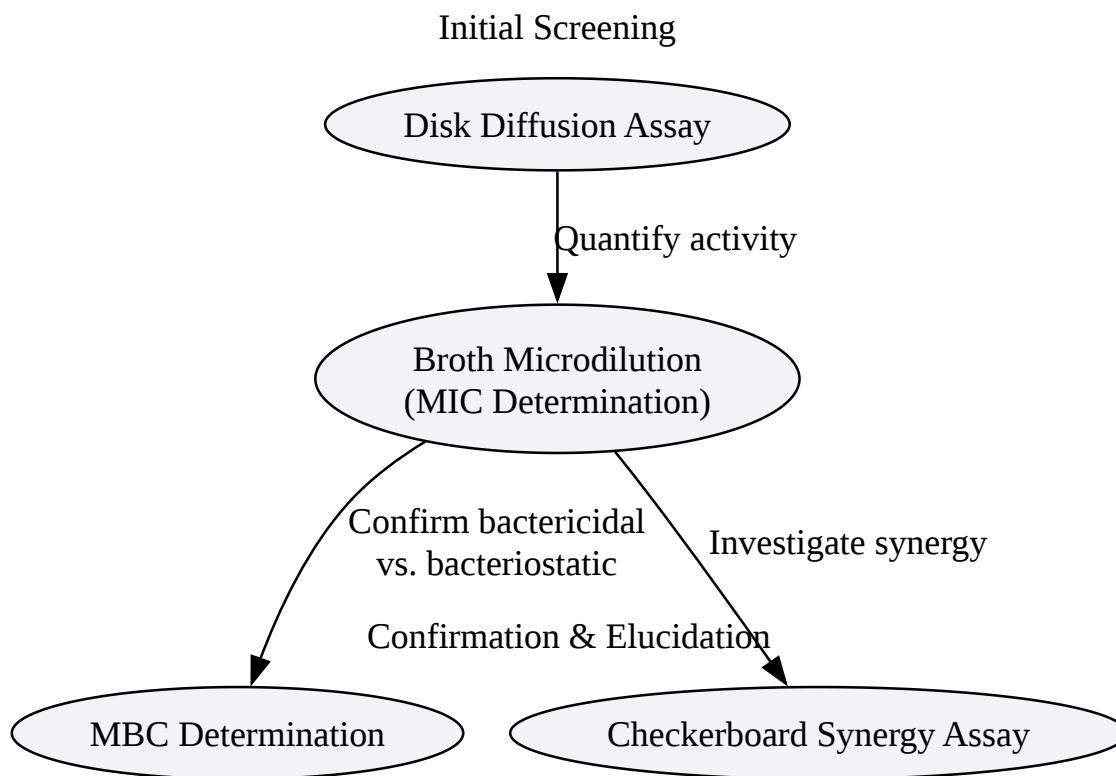 Initial Screening
Disk Diffusion Assay
Quantify activity
Broth Microdilution
(MIC Determination)
Confirm bactericidal
vs. bacteriostatic
Investigate synergy
Confirmation & Elucidation
MBC Determination
Checkerboard Synergy Assay